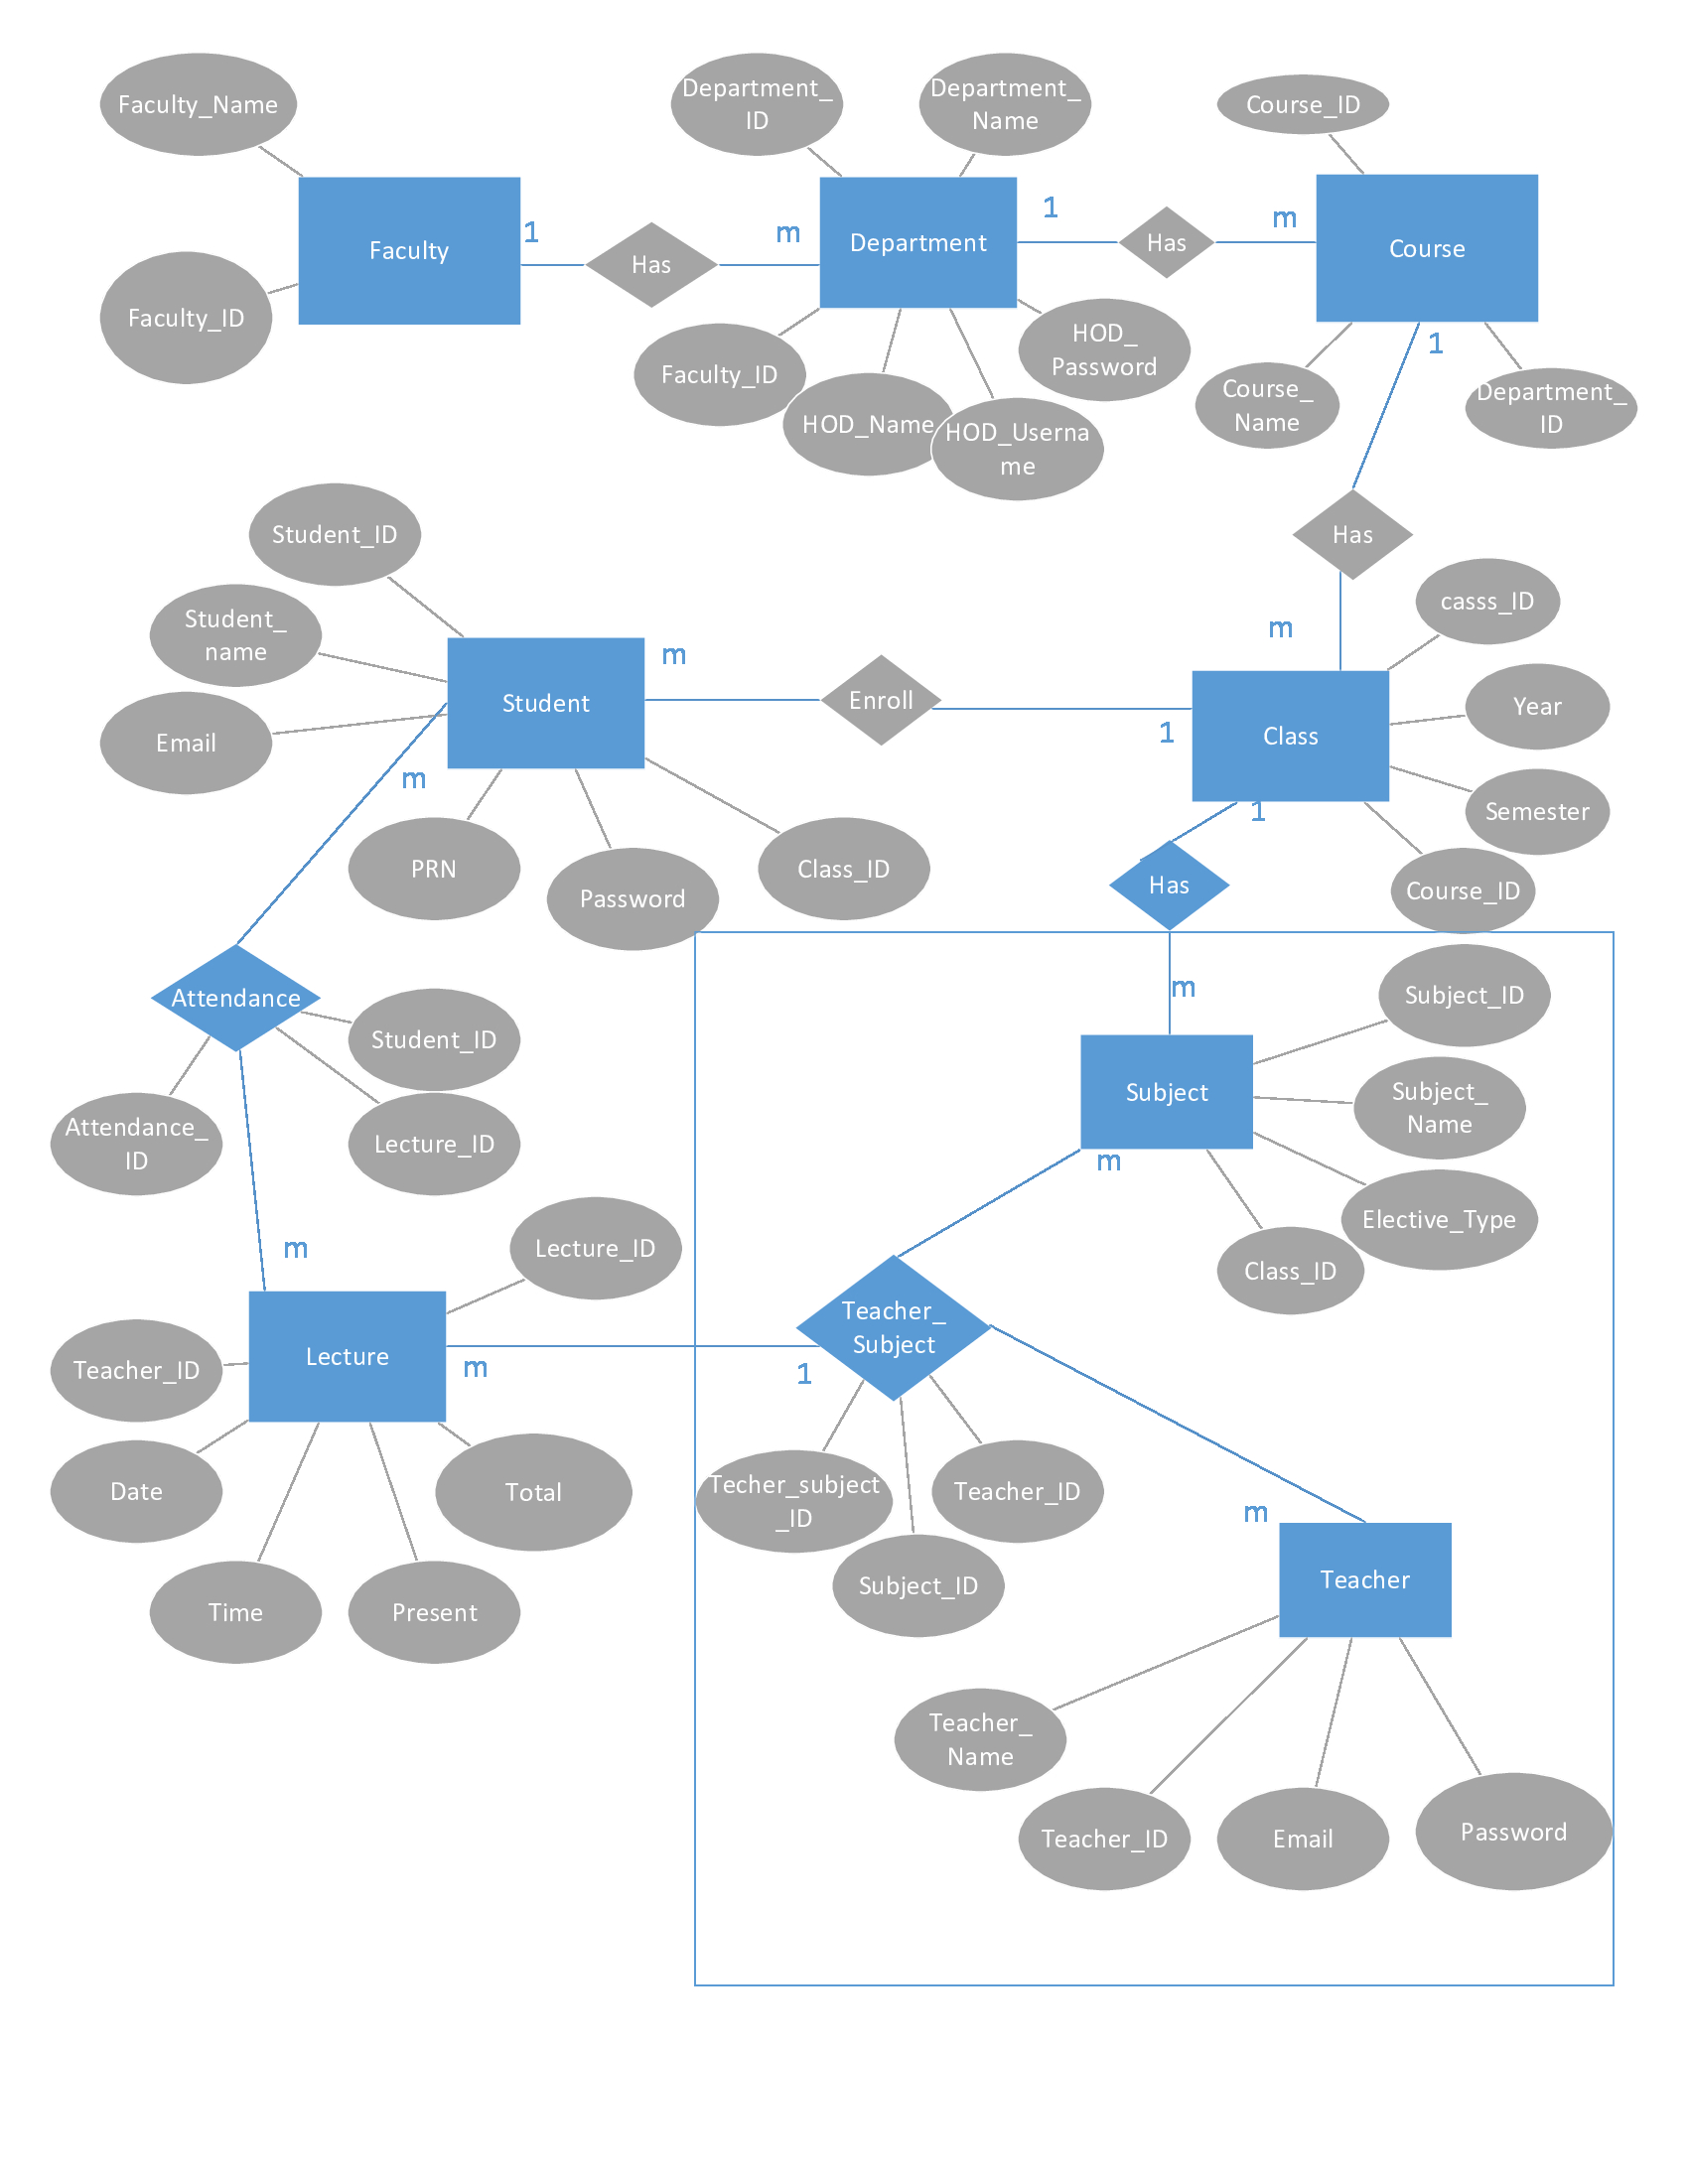 Faculty_Name
Department_
ID
Department_
Name
Course_ID
Faculty
1
Has
m
Department
1
Has
m
Course
Faculty_ID
Faculty_ID
HOD_Name
HOD_Userna
me
HOD_
Password
1
Course_
Name
Department_
ID
Has
Student_ID
Student_
name
Email
Student
m
Enroll
1
m
Class
casss_ID
Year
Semester
Course_ID
m
PRN
Password
Class_ID
1
Has
m
Attendance
Student_ID
Attendance_
ID
Lecture_ID
Subject
Subject_ID
Subject_
Name
Elective_Type
Class_ID
m
m
Lecture_ID
Teacher_ID
Lecture
m
1
Teacher_
Subject
Date
Total
Time
Present
Techer_subject
_ID
Teacher_ID
Subject_ID
m
Teacher
Teacher_
Name
Teacher_ID
Email
Password